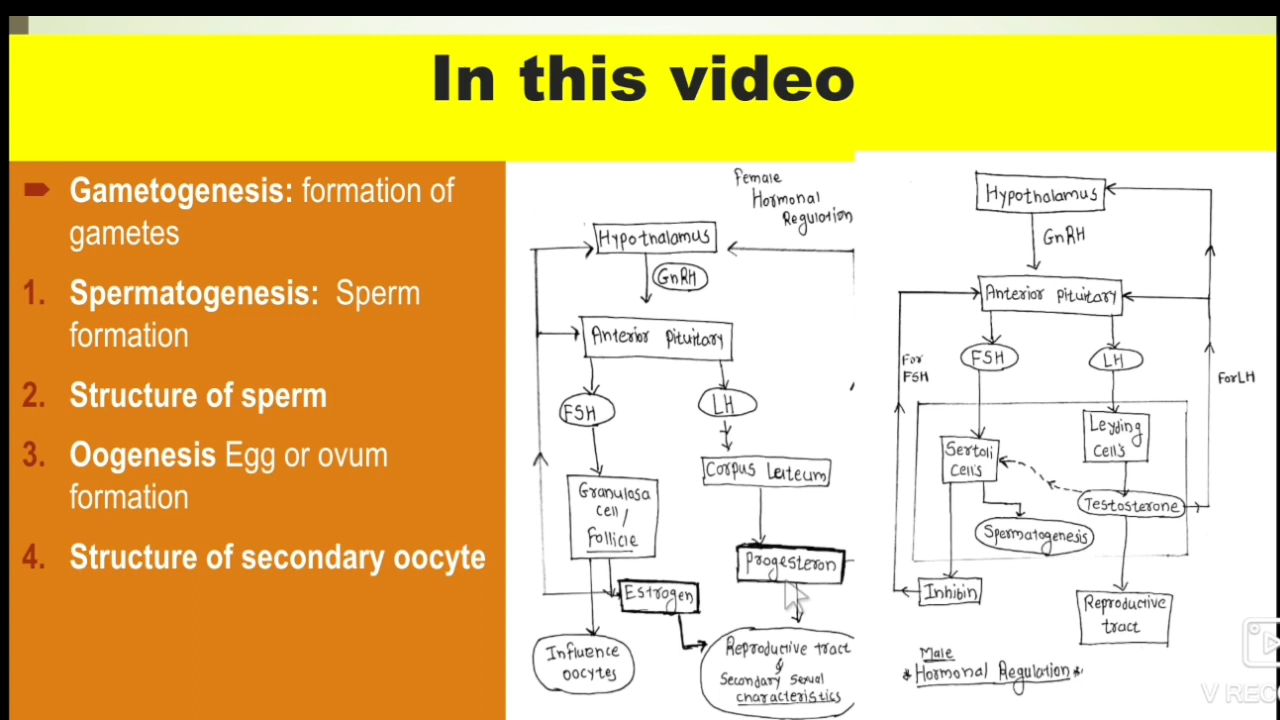 In this video
Gametogenesis: formation of
gametes
1. Spermatogenesis: Sperm
formation
2. Structure of sperm
3. Oogenesis Egg or ovum
formation
4. Structure of secondary oocyte
Female
Hormonal
Regulation
Hypothalamus
GnRH
Anterior pituitary
FSH
LH
Corpus Leuteum
Granulosa
cell/
Follicle
Progesteron
Estrogen
Influence
oocytes
Reproductive tract
&
Secondary Sexual
characteristics
Hypothalamus
GnRH
Anterior pituitary
For
FSH
FSH
LH
For LH
Leyding
Cell's
Sertoli
Cell's
Testosterone
Spermatogenesis
Inhibin
Reproductive
tract
Male
* Hormonal Regulation *
V REC